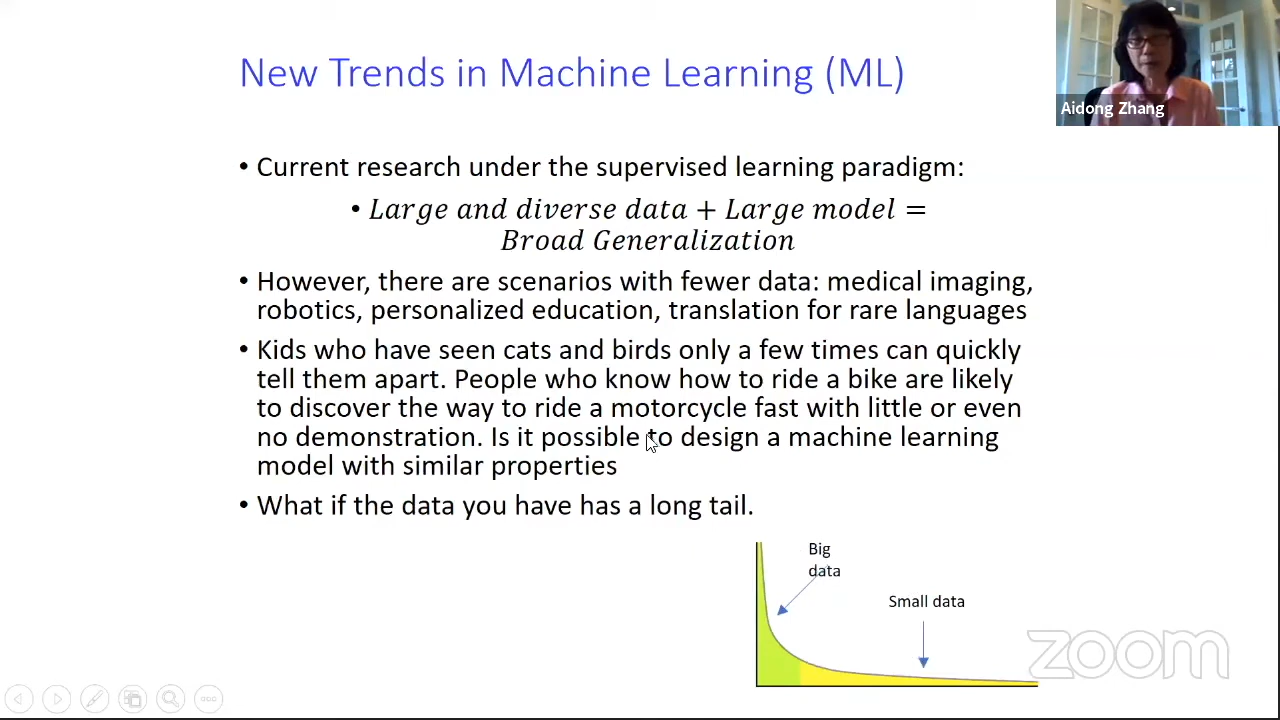 New Trends in Machine Learning (ML)
Aidong Zhang
• Current research under the supervised learning paradigm:
• Large and diverse data + Large model =
Broad Generalization
• However, there are scenarios with fewer data: medical imaging,
robotics, personalized education, translation for rare languages
• Kids who have seen cats and birds only a few times can quickly
tell them apart. People who know how to ride a bike are likely
to discover the way to ride a motorcycle fast with little or even
no demonstration. Is it possible to design a machine learning
model with similar properties
• What if the data you have has a long tail.
Big
data
Small data
zoom